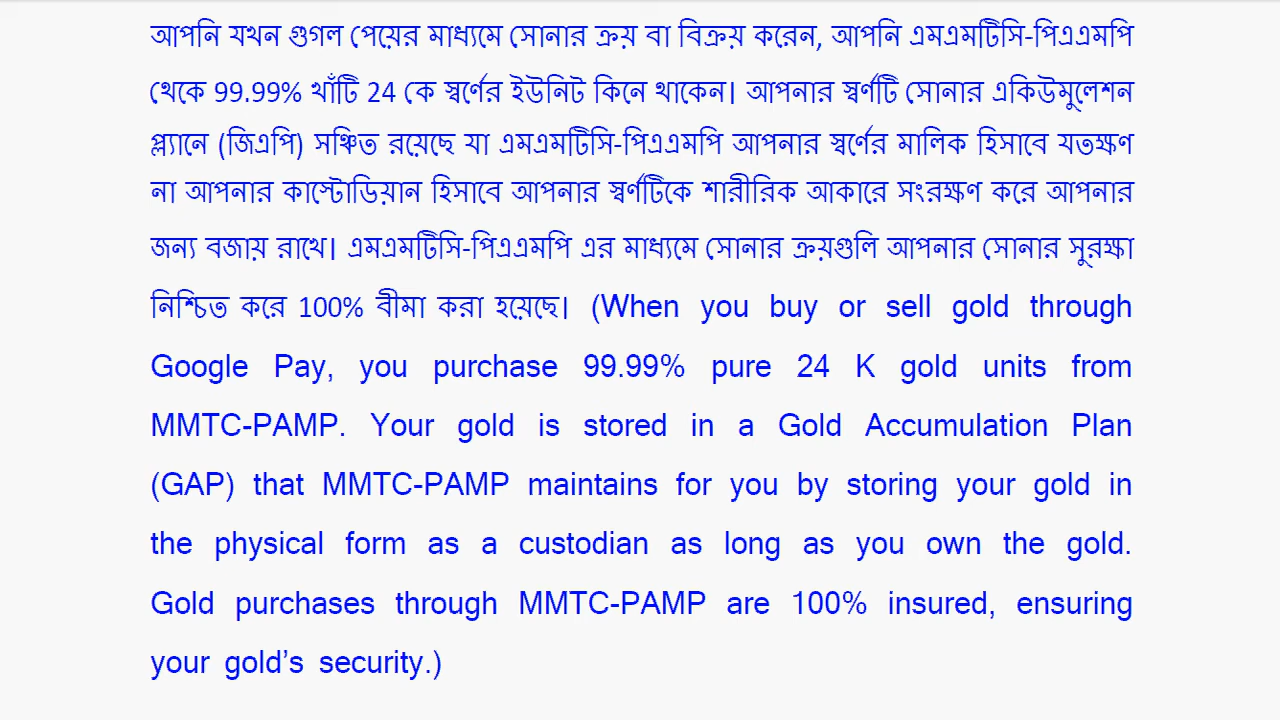 আপনি যখন গুগল পেয়ের মাধ্যমে সোনার ক্রয় বা বিক্রয় করেন, আপনি এমএমটিসি-পিএএমপি
থেকে 99.99% খাঁটি 24 কে স্বর্ণের ইউনিট কিনে থাকেন। আপনার স্বর্ণটি সোনার একিউমুলেশন
প্ল্যানে (জিএপি) সঞ্চিত রয়েছে যা এমএমটিসি-পিএএমপি আপনার স্বর্ণের মালিক হিসাবে যতক্ষণ
না আপনার কাস্টোডিয়ান হিসাবে আপনার স্বর্ণটিকে শারীরিক আকারে সংরক্ষণ করে আপনার
জন্য বজায় রাখে। এমএমটিসি-পিএএমপি এর মাধ্যমে সোনার ক্রয়গুলি আপনার সোনার সুরক্ষা
নিশ্চিত করে 100% বীমা করা হয়েছে। (When you buy or sell gold through
Google Pay, you purchase 99.99% pure 24 K gold units from
MMTC-PAMP. Your gold is stored in a Gold Accumulation Plan
(GAP) that MMTC-PAMP maintains for you by storing your gold in
the physical form as a custodian as long as you own the gold.
Gold purchases through MMTC-PAMP are 100% insured, ensuring
your gold’s security.)